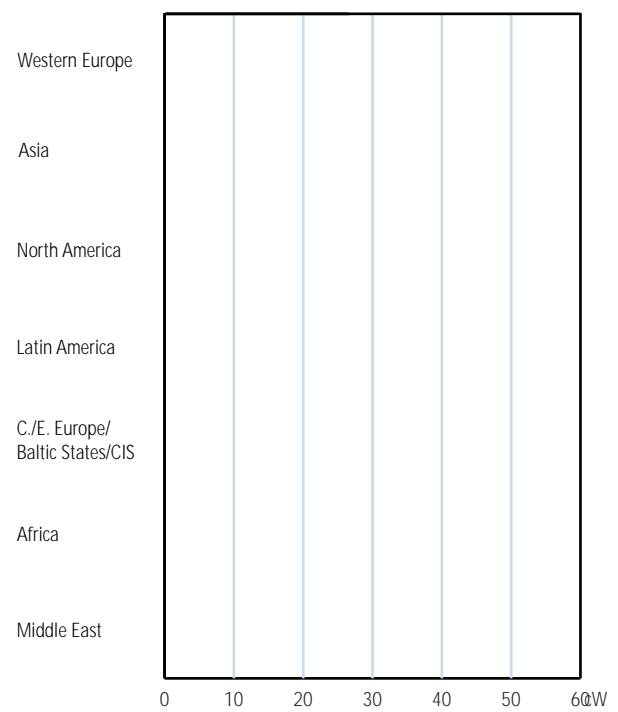 Western Europe
Asia
North America
Latin America
C./E. Europe/
Baltic States/CIS
Africa
Middle East
0 10 20 30 40 50 60